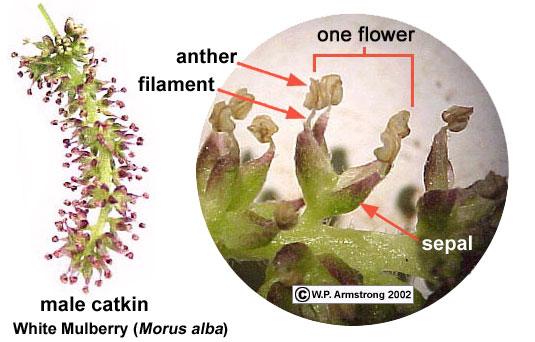 one flower
anther
filament
sepal
©W.P. Armstrong 2002
male catkin
White Mulberry (Morus alba)